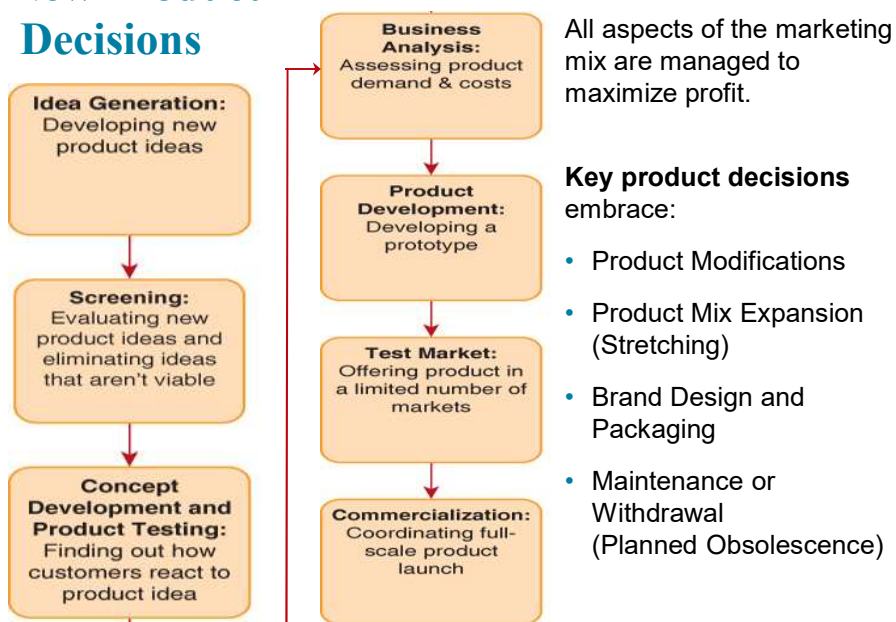 Decisions
Idea Generation:
Developing new
product ideas
Screening:
Evaluating new
product ideas and
eliminating ideas
that aren't viable
Concept
Development and
Product Testing:
Finding out how
customers react to
product idea
Business
Analysis:
Assessing product
demand & costs
Product
Development:
Developing a
prototype
Test Market:
Offering product in
a limited number of
markets
Commercialization:
Coordinating full-
scale product
launch
All aspects of the marketing
mix are managed to
maximize profit.
Key product decisions
embrace:
• Product Modifications
• Product Mix Expansion
(Stretching)
• Brand Design and
Packaging
• Maintenance or
Withdrawal
(Planned Obsolescence)